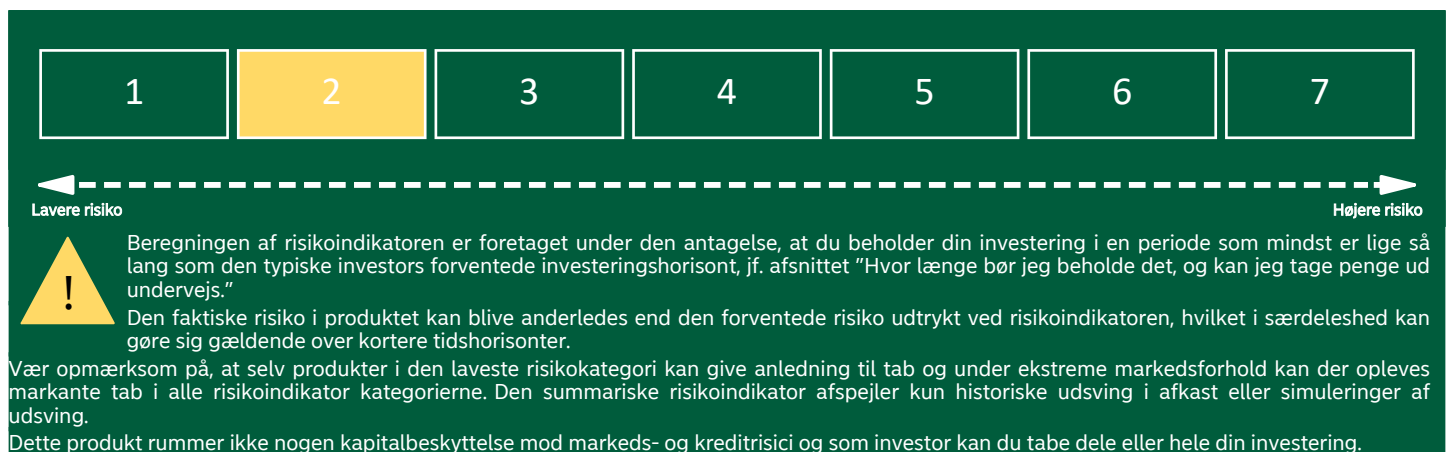 1 2 3 4 5 6 7
Lavere risiko Højere risiko
Beregningen af risikoindikatoren er foretaget under den antagelse, at du beholder din investering i en periode som mindst er lige så
lang som den typiske investors forventede investeringshorisont, jf. afsnittet ”Hvor længe bør jeg beholde det, og kan jeg tage penge ud
undervejs.”
!
Den faktiske risiko i produktet kan blive anderledes end den forventede risiko udtrykt ved risikoindikatoren, hvilket i særdeleshed kan
gøre sig gældende over kortere tidshorisonter.
Vær opmærksom på, at selv produkter i den laveste risikokategori kan give anledning til tab og under ekstreme markedsforhold kan der opleves
markante tab i alle risikoindikator kategorierne. Den summariske risikoindikator afspejler kun historiske udsving i afkast eller simuleringer af
udsving.
Dette produkt rummer ikke nogen kapitalbeskyttelse mod markeds- og kreditrisici og som investor kan du tabe dele eller hele din investering.